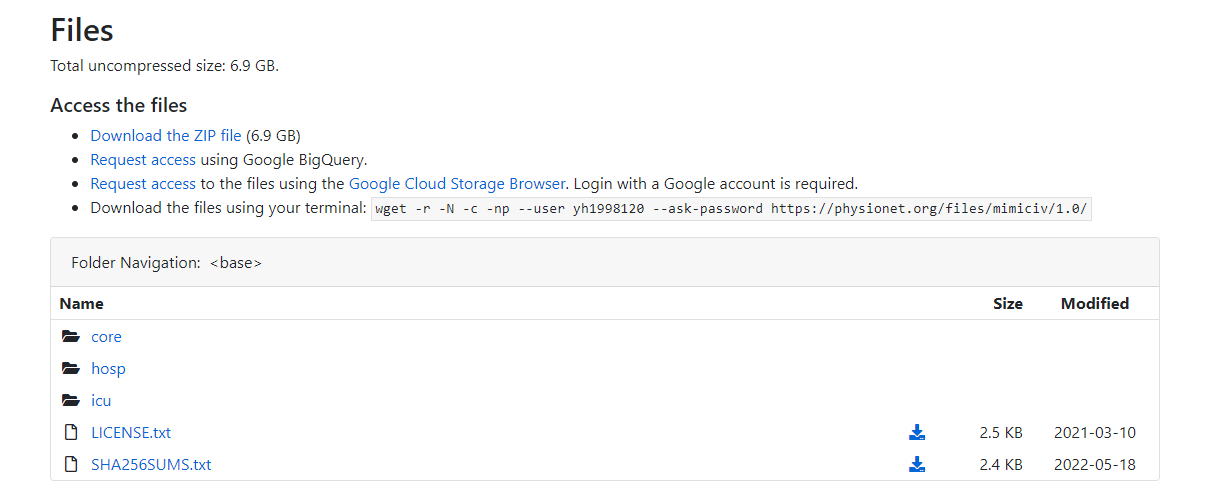 Files
Total uncompressed size: 6.9 GB.
Access the files
Download the ZIP file (6.9 GB)
Request access using Google BigQuery.
Request access to the files using the Google Cloud Storage Browser. Login with a Google account is required.
Download the files using your terminal: wget -r -N -c -np --user yh1998120 --ask-password https://physionet.org/files/mimiciv/1.0/
Folder Navigation: <base>
Name Size Modified
core
hosp
icu
LICENSE.txt 2.5 KB 2021-03-10
SHA256SUMS.txt 2.4 KB 2022-05-18